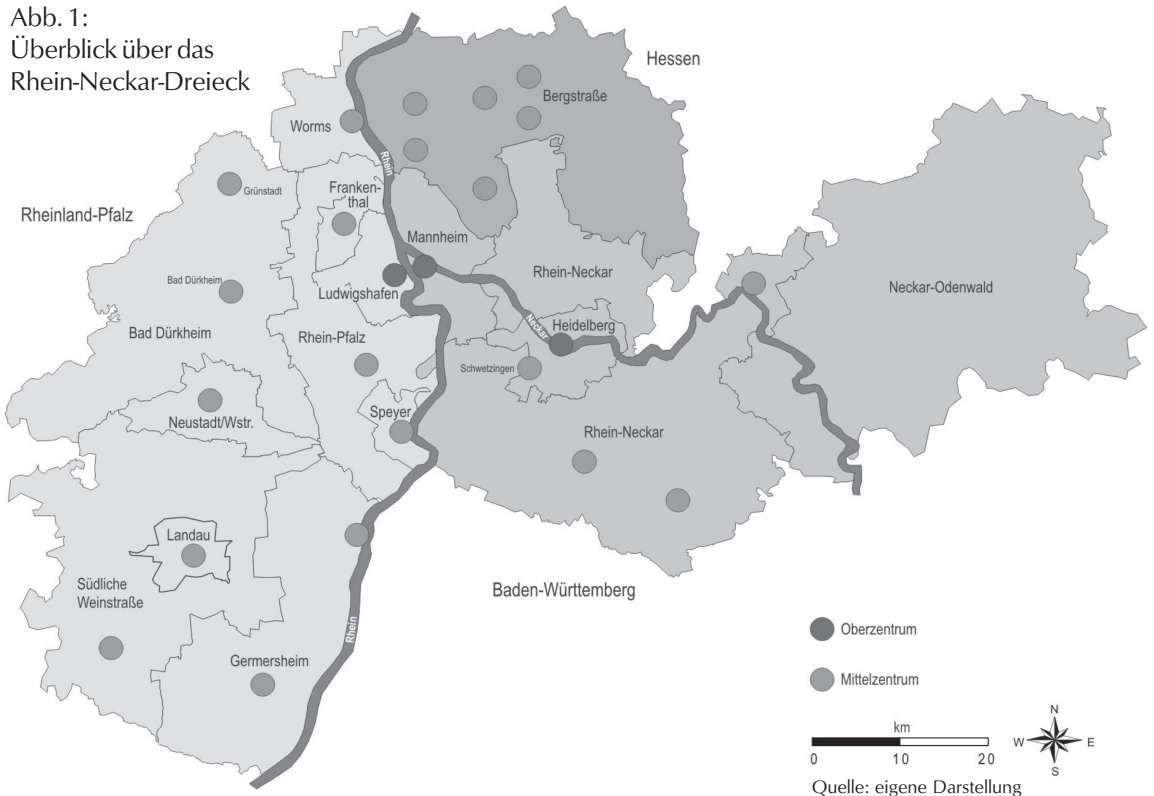 Abb. 1:
Überblick über das
Rhein-Neckar-Dreieck
Hessen
Bergstraße
Worms
Rhein
Grünstadt
Franken-
thal
Rheinland-Pfalz
Mannheim
Rhein-Neckar
Bad Dürkheim
Ludwigshafen
Neckar-Odenwald
Neckar
Heidelberg
Bad Dürkheim
Rhein-Pfalz
Schwetzingen
Speyer
Neustadt/Wstr.
Rhein-Neckar
Landau
Südliche
Weinstraße
Baden-Württemberg
Rhein
Germersheim
Oberzentrum
Mittelzentrum
km
0 10 20
N
W E
S
Quelle: eigene Darstellung